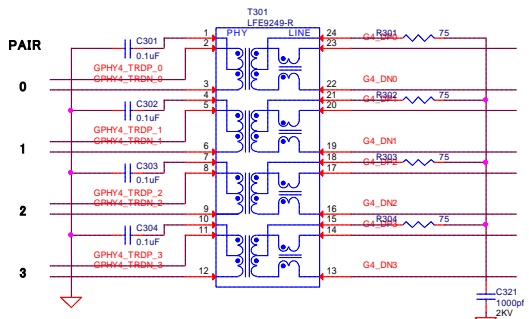 T301
LFE9249-R
PHY LINE
PAIR
C301
0.1uF
1
2
24
23
G4_DP0
R301
75
GPHY4_TRDP_0
GPHY4_TRDN_0
0
3
22
G4_DN0
4
21
G4_DP1
R302
75
C302
0.1uF
5
20
GPHY4_TRDP_1
GPHY4_TRDN_1
1
6
19
G4_DN1
7
18
G4_DP2
R303
75
C303
0.1uF
8
17
GPHY4_TRDP_2
GPHY4_TRDN_2
2
9
16
G4_DN2
10
15
G4_DP3
R304
75
C304
0.1uF
11
14
GPHY4_TRDP_3
GPHY4_TRDN_3
3
12
13
G4_DN3
C321
1000pf
2KV